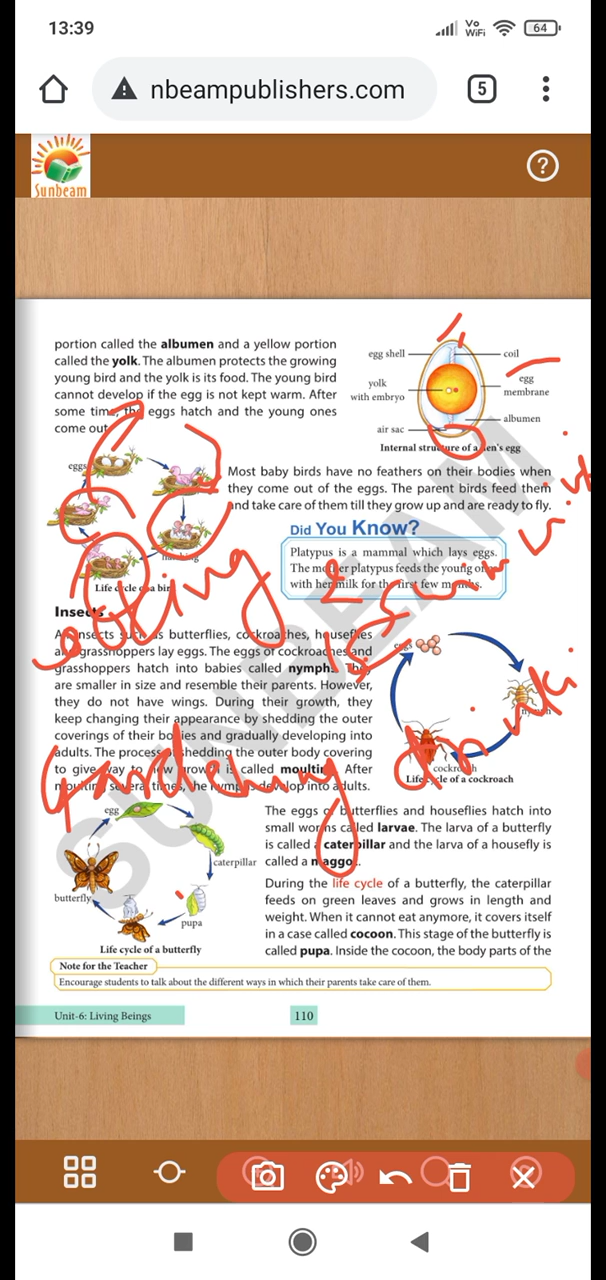 13:39
Vo
WiFi
64
nbeampublishers.com
5
Sunbeam
portion called the albumen and a yellow portion
called the yolk. The albumen protects the growing
young bird and the yolk is its food. The young bird
cannot develop if the egg is not kept warm. After
some time, the eggs hatch and the young ones
come out
egg shell
coil
yolk
with embryo
egg
membrane
albumen
air sac
Internal structure of a hen's egg
eggs
hatching
Life cycle of a bird
Most baby birds have no feathers on their bodies when
they come out of the eggs. The parent birds feed them
and take care of them till they grow up and are ready to fly.
Did You Know?
Platypus is a mammal which lays eggs.
The mother platypus feeds the young ones
with her milk for the first few months.
Insects
All insects such as butterflies, cockroaches, houseflies
and grasshoppers lay eggs. The eggs of cockroaches and
grasshoppers hatch into babies called nymph. They
are smaller in size and resemble their parents. However,
they do not have wings. During their growth, they
keep changing their appearance by shedding the outer
coverings of their bodies and gradually developing into
adults. The process of shedding the outer body covering
to give way to new growth is called moulting. After
moulting several times, the nymphs develop into adults.
eggs
nymph
cockroach
Life cycle of a cockroach
eating
Gardening
SUNBEAM
egg
caterpillar
pupa
butterfly
Life cycle of a butterfly
The eggs of butterflies and houseflies hatch into
small worms called larvae. The larva of a butterfly
is called a caterpillar and the larva of a housefly is
called a maggot.
During the life cycle of a butterfly, the caterpillar
feeds on green leaves and grows in length and
weight. When it cannot eat anymore, it covers itself
in a case called cocoon. This stage of the butterfly is
called pupa. Inside the cocoon, the body parts of the
Note for the Teacher
Encourage students to talk about the different ways in which their parents take care of them.
Unit-6: Living Beings
110